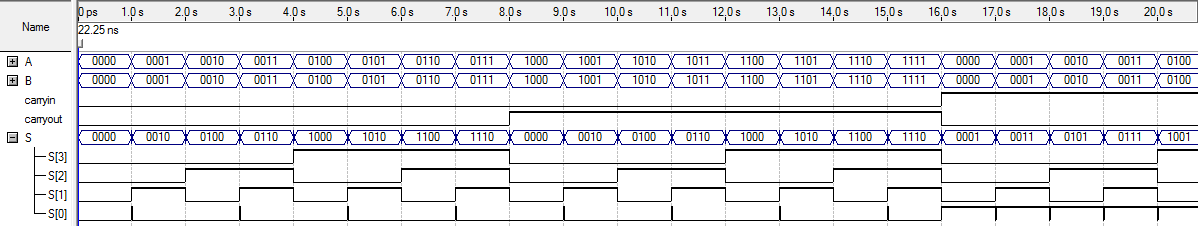 Name
0 ps 1.0 s 2.0 s 3.0 s 4.0 s 5.0 s 6.0 s 7.0 s 8.0 s 9.0 s 10.0 s 11.0 s 12.0 s 13.0 s 14.0 s 15.0 s 16.0 s 17.0 s 18.0 s 19.0 s 20.0 s
22.25 ns
A 0000 0001 0010 0011 0100 0101 0110 0111 1000 1001 1010 1011 1100 1101 1110 1111 0000 0001 0010 0011 0100
B 0000 0001 0010 0011 0100 0101 0110 0111 1000 1001 1010 1011 1100 1101 1110 1111 0000 0001 0010 0011 0100
carryin
carryout
S 0000 0010 0100 0110 1000 1010 1100 1110 0000 0010 0100 0110 1000 1010 1100 1110 0001 0011 0101 0111 1001
S[3]
S[2]
S[1]
S[0]